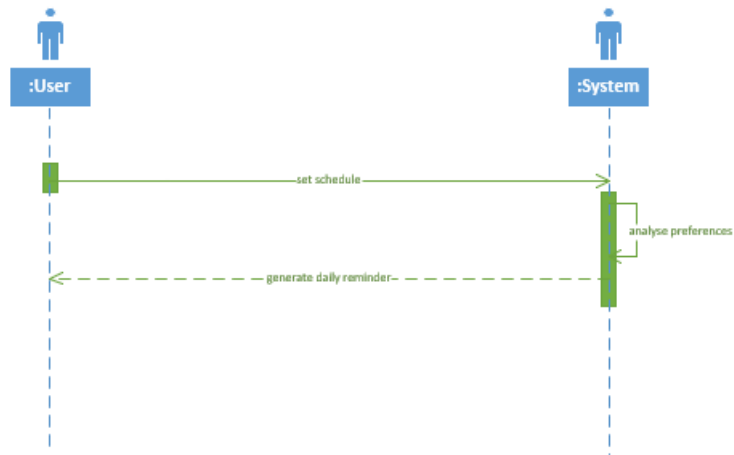 :User
:System
set schedule
analyse preferences
generate daily reminder